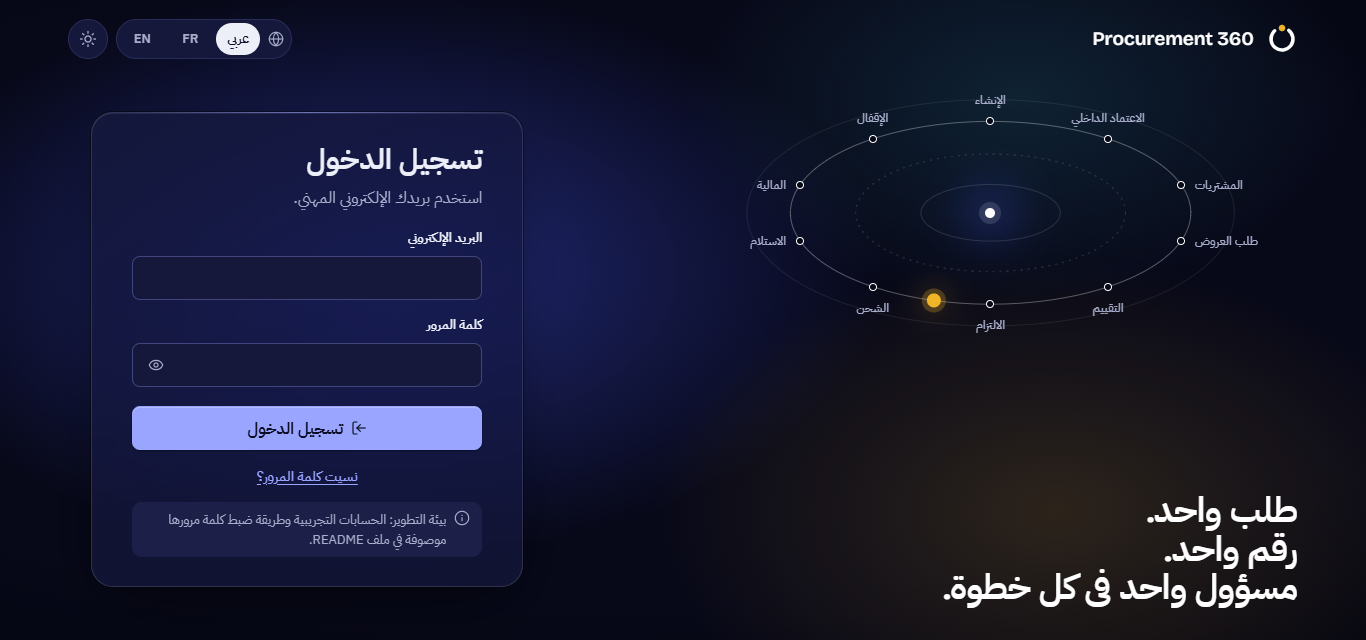 Procurement 360
عربي
FR
EN
الإنشاء
الاعتماد الداخلي
الإقفال
المشتريات
المالية
طلب العروض
الاستلام
التقييم
الشحن
الالتزام
طلب واحد.
رقم واحد.
مسؤول واحد في كل خطوة.
تسجيل الدخول
استخدم بريدك الإلكتروني المهني.
البريد الإلكتروني
كلمة المرور
تسجيل الدخول
نسيت كلمة المرور؟
بيئة التطوير: الحسابات التجريبية وطريقة ضبط كلمة مرورها
موصوفة في ملف README.